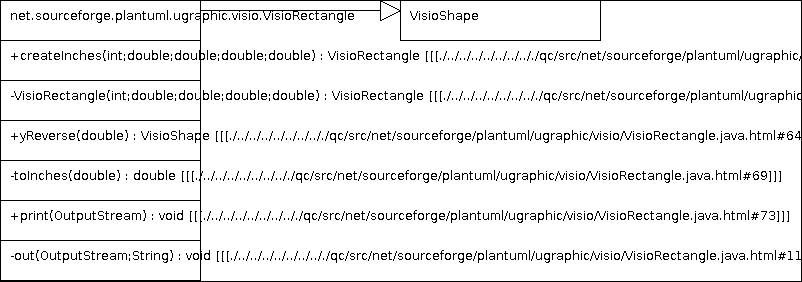 net.sourceforge.plantuml.ugraphic.visio.VisioRectangle
VisioShape
+createInches(int;double;double;double;double) : VisioRectangle [[[./../../../../../../../../qc/src/net/sourceforge/plantuml/ugraphic/
-VisioRectangle(int;double;double;double;double) : VisioRectangle [[[./../../../../../../../../qc/src/net/sourceforge/plantuml/ugraphic
+yReverse(double) : VisioShape [[[./../../../../../../../../qc/src/net/sourceforge/plantuml/ugraphic/visio/VisioRectangle.java.html#64
-toInches(double) : double [[[./../../../../../../../../qc/src/net/sourceforge/plantuml/ugraphic/visio/VisioRectangle.java.html#69]]]
+print(OutputStream) : void [[[./../../../../../../../../qc/src/net/sourceforge/plantuml/ugraphic/visio/VisioRectangle.java.html#73]]]
-out(OutputStream;String) : void [[[./../../../../../../../../qc/src/net/sourceforge/plantuml/ugraphic/visio/VisioRectangle.java.html#11